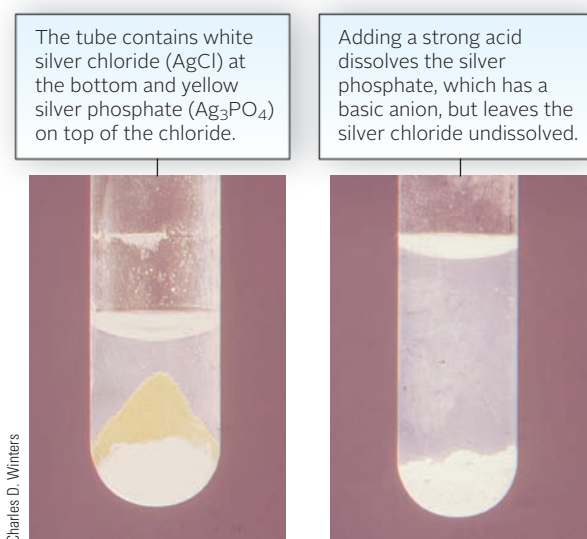 The tube contains white
silver chloride (AgCl) at
the bottom and yellow
silver phosphate (Ag₃PO₄)
on top of the chloride.
Adding a strong acid
dissolves the silver
phosphate, which has a
basic anion, but leaves the
silver chloride undissolved.
Charles D. Winters